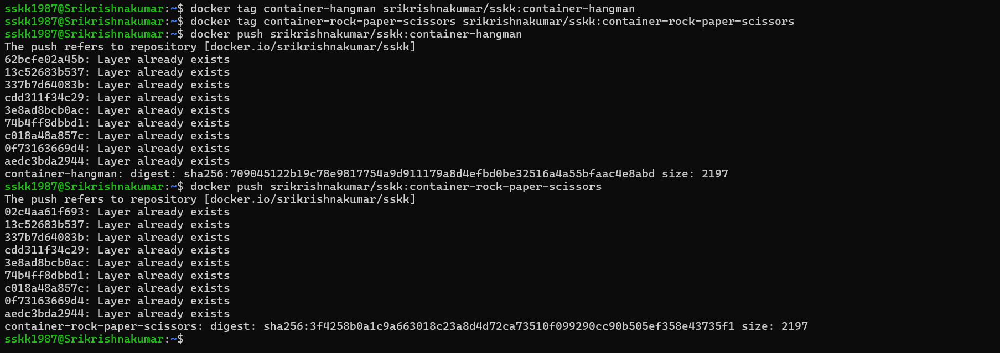 sskk1987@Srikrishnakumar:~$ docker tag container-hangman srikrishnakumar/sskk:container-hangman
sskk1987@Srikrishnakumar:~$ docker tag container-rock-paper-scissors srikrishnakumar/sskk:container-rock-paper-scissors
sskk1987@Srikrishnakumar:~$ docker push srikrishnakumar/sskk:container-hangman
The push refers to repository [docker.io/srikrishnakumar/sskk]
62bcfe02a45b: Layer already exists
13c52683b537: Layer already exists
337b7d64083b: Layer already exists
cdd311f34c29: Layer already exists
3e8ad8bcb0ac: Layer already exists
74b4ff8dbbd1: Layer already exists
c018a48a857c: Layer already exists
0f73163669d4: Layer already exists
aedc3bda2944: Layer already exists
container-hangman: digest: sha256:709045122b19c78e9817754a9d911179a8d4efbd0be32516a4a55bfaac4e8abd size: 2197
sskk1987@Srikrishnakumar:~$ docker push srikrishnakumar/sskk:container-rock-paper-scissors
The push refers to repository [docker.io/srikrishnakumar/sskk]
02c4aa61f693: Layer already exists
13c52683b537: Layer already exists
337b7d64083b: Layer already exists
cdd311f34c29: Layer already exists
3e8ad8bcb0ac: Layer already exists
74b4ff8dbbd1: Layer already exists
c018a48a857c: Layer already exists
0f73163669d4: Layer already exists
aedc3bda2944: Layer already exists
container-rock-paper-scissors: digest: sha256:3f4258b0a1c9a663018c23a8d4d72ca73510f099290cc90b505ef358e43735f1 size: 2197
sskk1987@Srikrishnakumar:~$